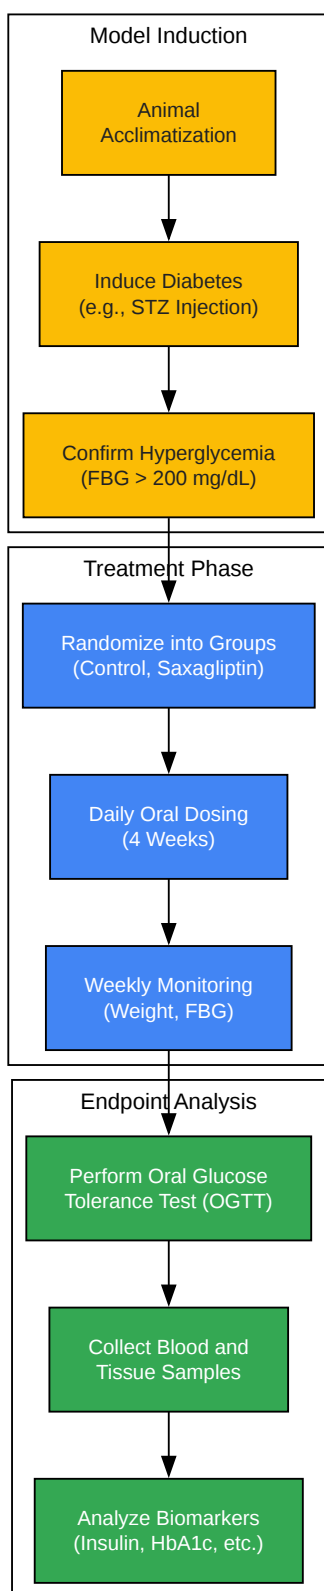 Model Induction
Animal
Acclimatization
Induce Diabetes
(e.g., STZ Injection)
Confirm Hyperglycemia
(FBG > 200 mg/dL)
Treatment Phase
Randomize into Groups
(Control, Saxagliptin)
Daily Oral Dosing
(4 Weeks)
Weekly Monitoring
(Weight, FBG)
Endpoint Analysis
Perform Oral Glucose
Tolerance Test (OGTT)
Collect Blood and
Tissue Samples
Analyze Biomarkers
(Insulin, HbA1c, etc.)